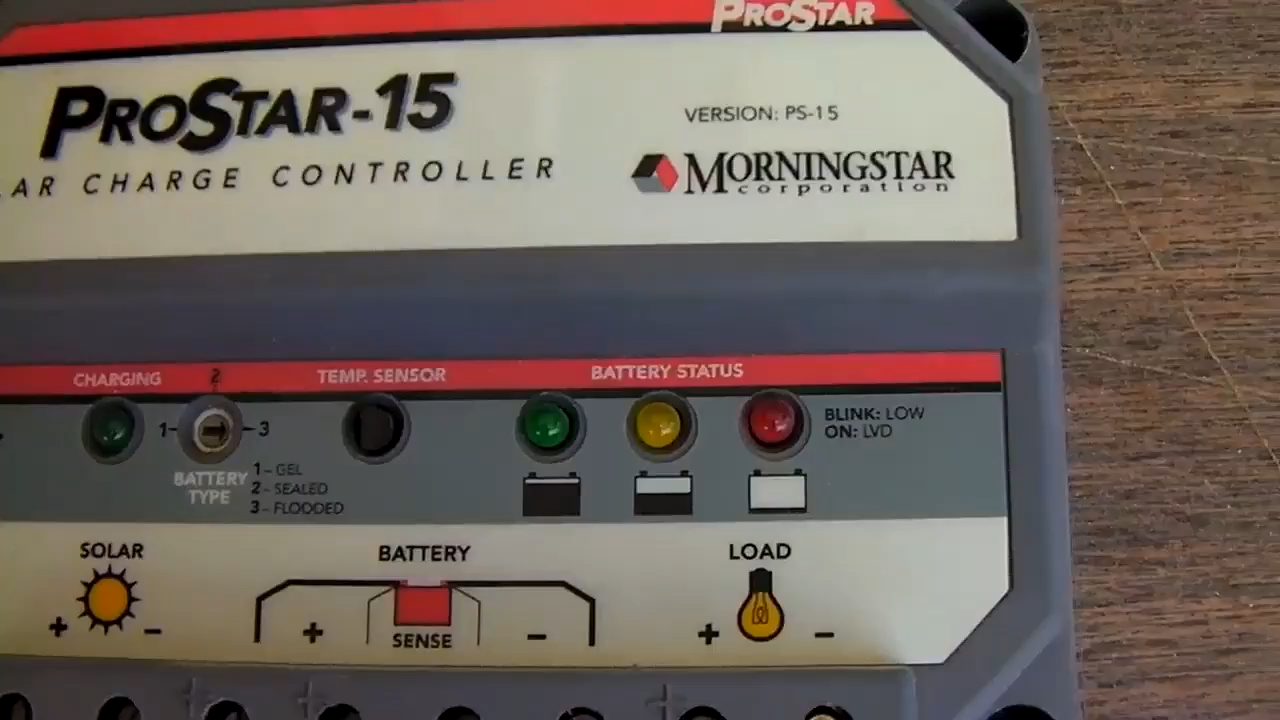 PROSTAR
PROSTAR-15
AR CHARGE CONTROLLER
VERSION: PS-15
MORNINGSTAR
corporation
CHARGING
2
TEMP. SENSOR
BATTERY STATUS
1
3
BATTERY
TYPE
1 - GEL
2 - SEALED
3 - FLOODED
BLINK: LOW
ON: LVD
SOLAR
+ -
BATTERY
+ SENSE -
LOAD
+ -